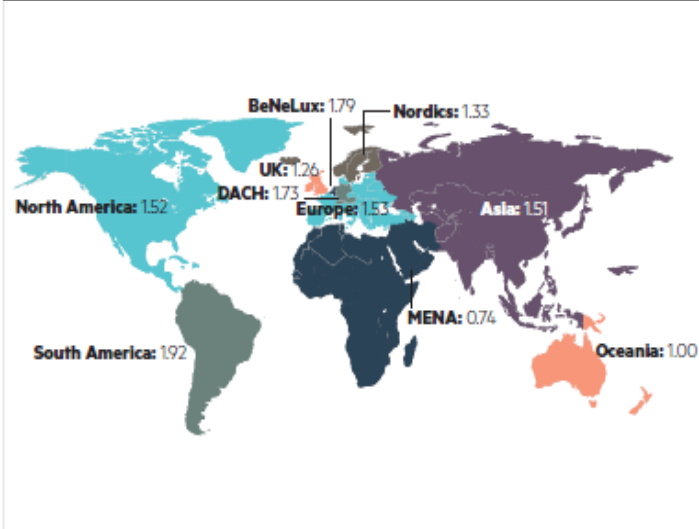 BeNeLux: 1.79
Nordics: 1.33
UK: 1.26
DACH: 1.73
North America: 1.52
Europe: 1.53
Asia: 1.51
MENA: 0.74
South America: 1.92
Oceania: 1.00